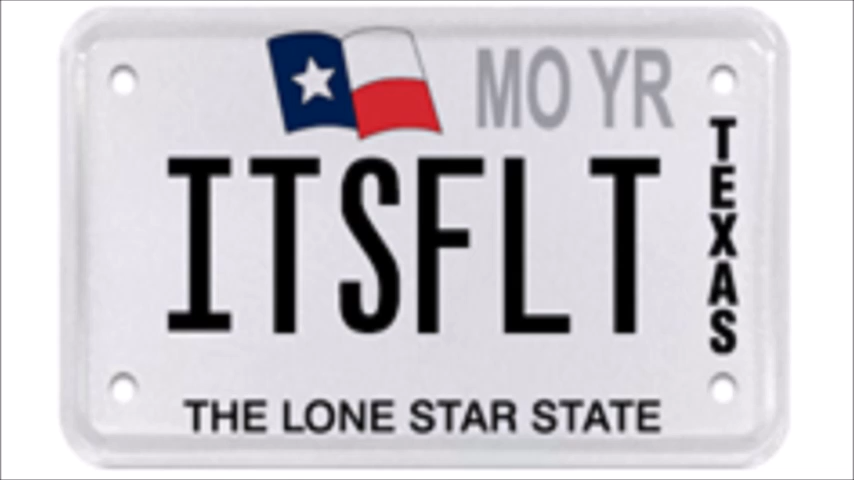 MO YR
ITSFLT
TEXAS
THE LONE STAR STATE